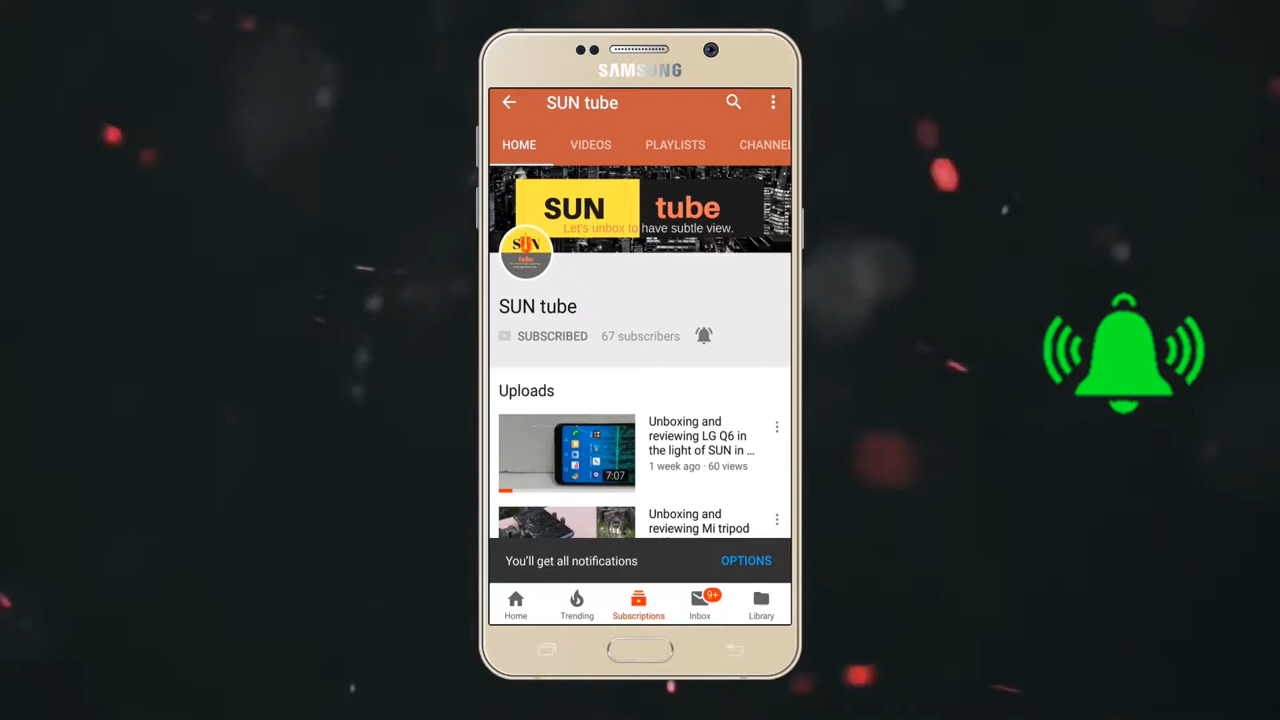 SAMSUNG
SUN tube
HOME VIDEOS PLAYLISTS CHANNEL
SUN tube
Let's unbox to have subtle view.
SUN
tube
SUN tube
SUBSCRIBED 67 subscribers
Uploads
Unboxing and
reviewing LG Q6 in
the light of SUN in ...
1 week ago · 60 views
7:07
Unboxing and
reviewing Mi tripod
You'll get all notifications OPTIONS
9+
Home Trending Subscriptions Inbox Library